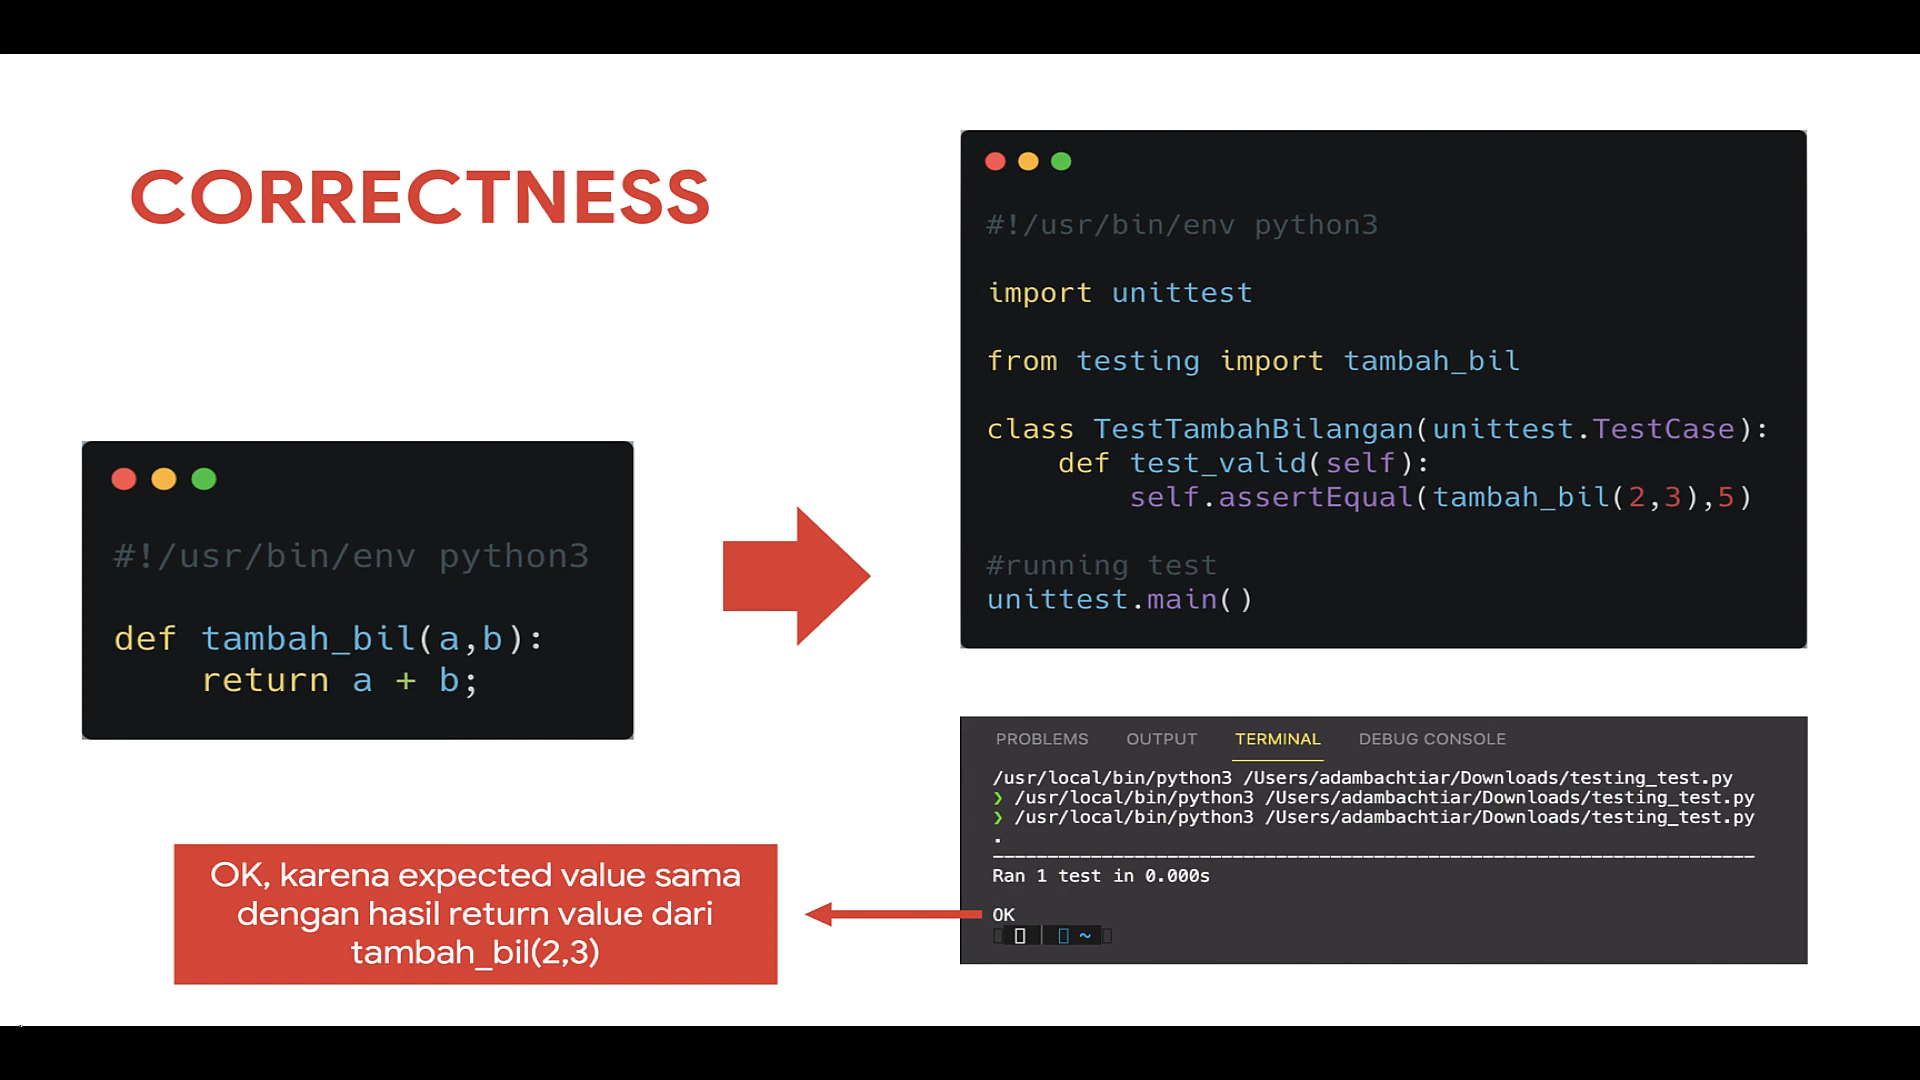 CORRECTNESS
#!/usr/bin/env python3
def tambah_bil(a,b):
    return a + b;
#!/usr/bin/env python3
import unittest
from testing import tambah_bil
class TestTambahBilangan(unittest.TestCase):
    def test_valid(self):
        self.assertEqual(tambah_bil(2,3),5)
#running test
unittest.main()
PROBLEMS OUTPUT TERMINAL DEBUG CONSOLE
/usr/local/bin/python3 /Users/adambachtiar/Downloads/testing_test.py
❯ /usr/local/bin/python3 /Users/adambachtiar/Downloads/testing_test.py
❯ /usr/local/bin/python3 /Users/adambachtiar/Downloads/testing_test.py
.
----------------------------------------------------------------------
Ran 1 test in 0.000s
OK
~
OK, karena expected value sama
dengan hasil return value dari
tambah_bil(2,3)